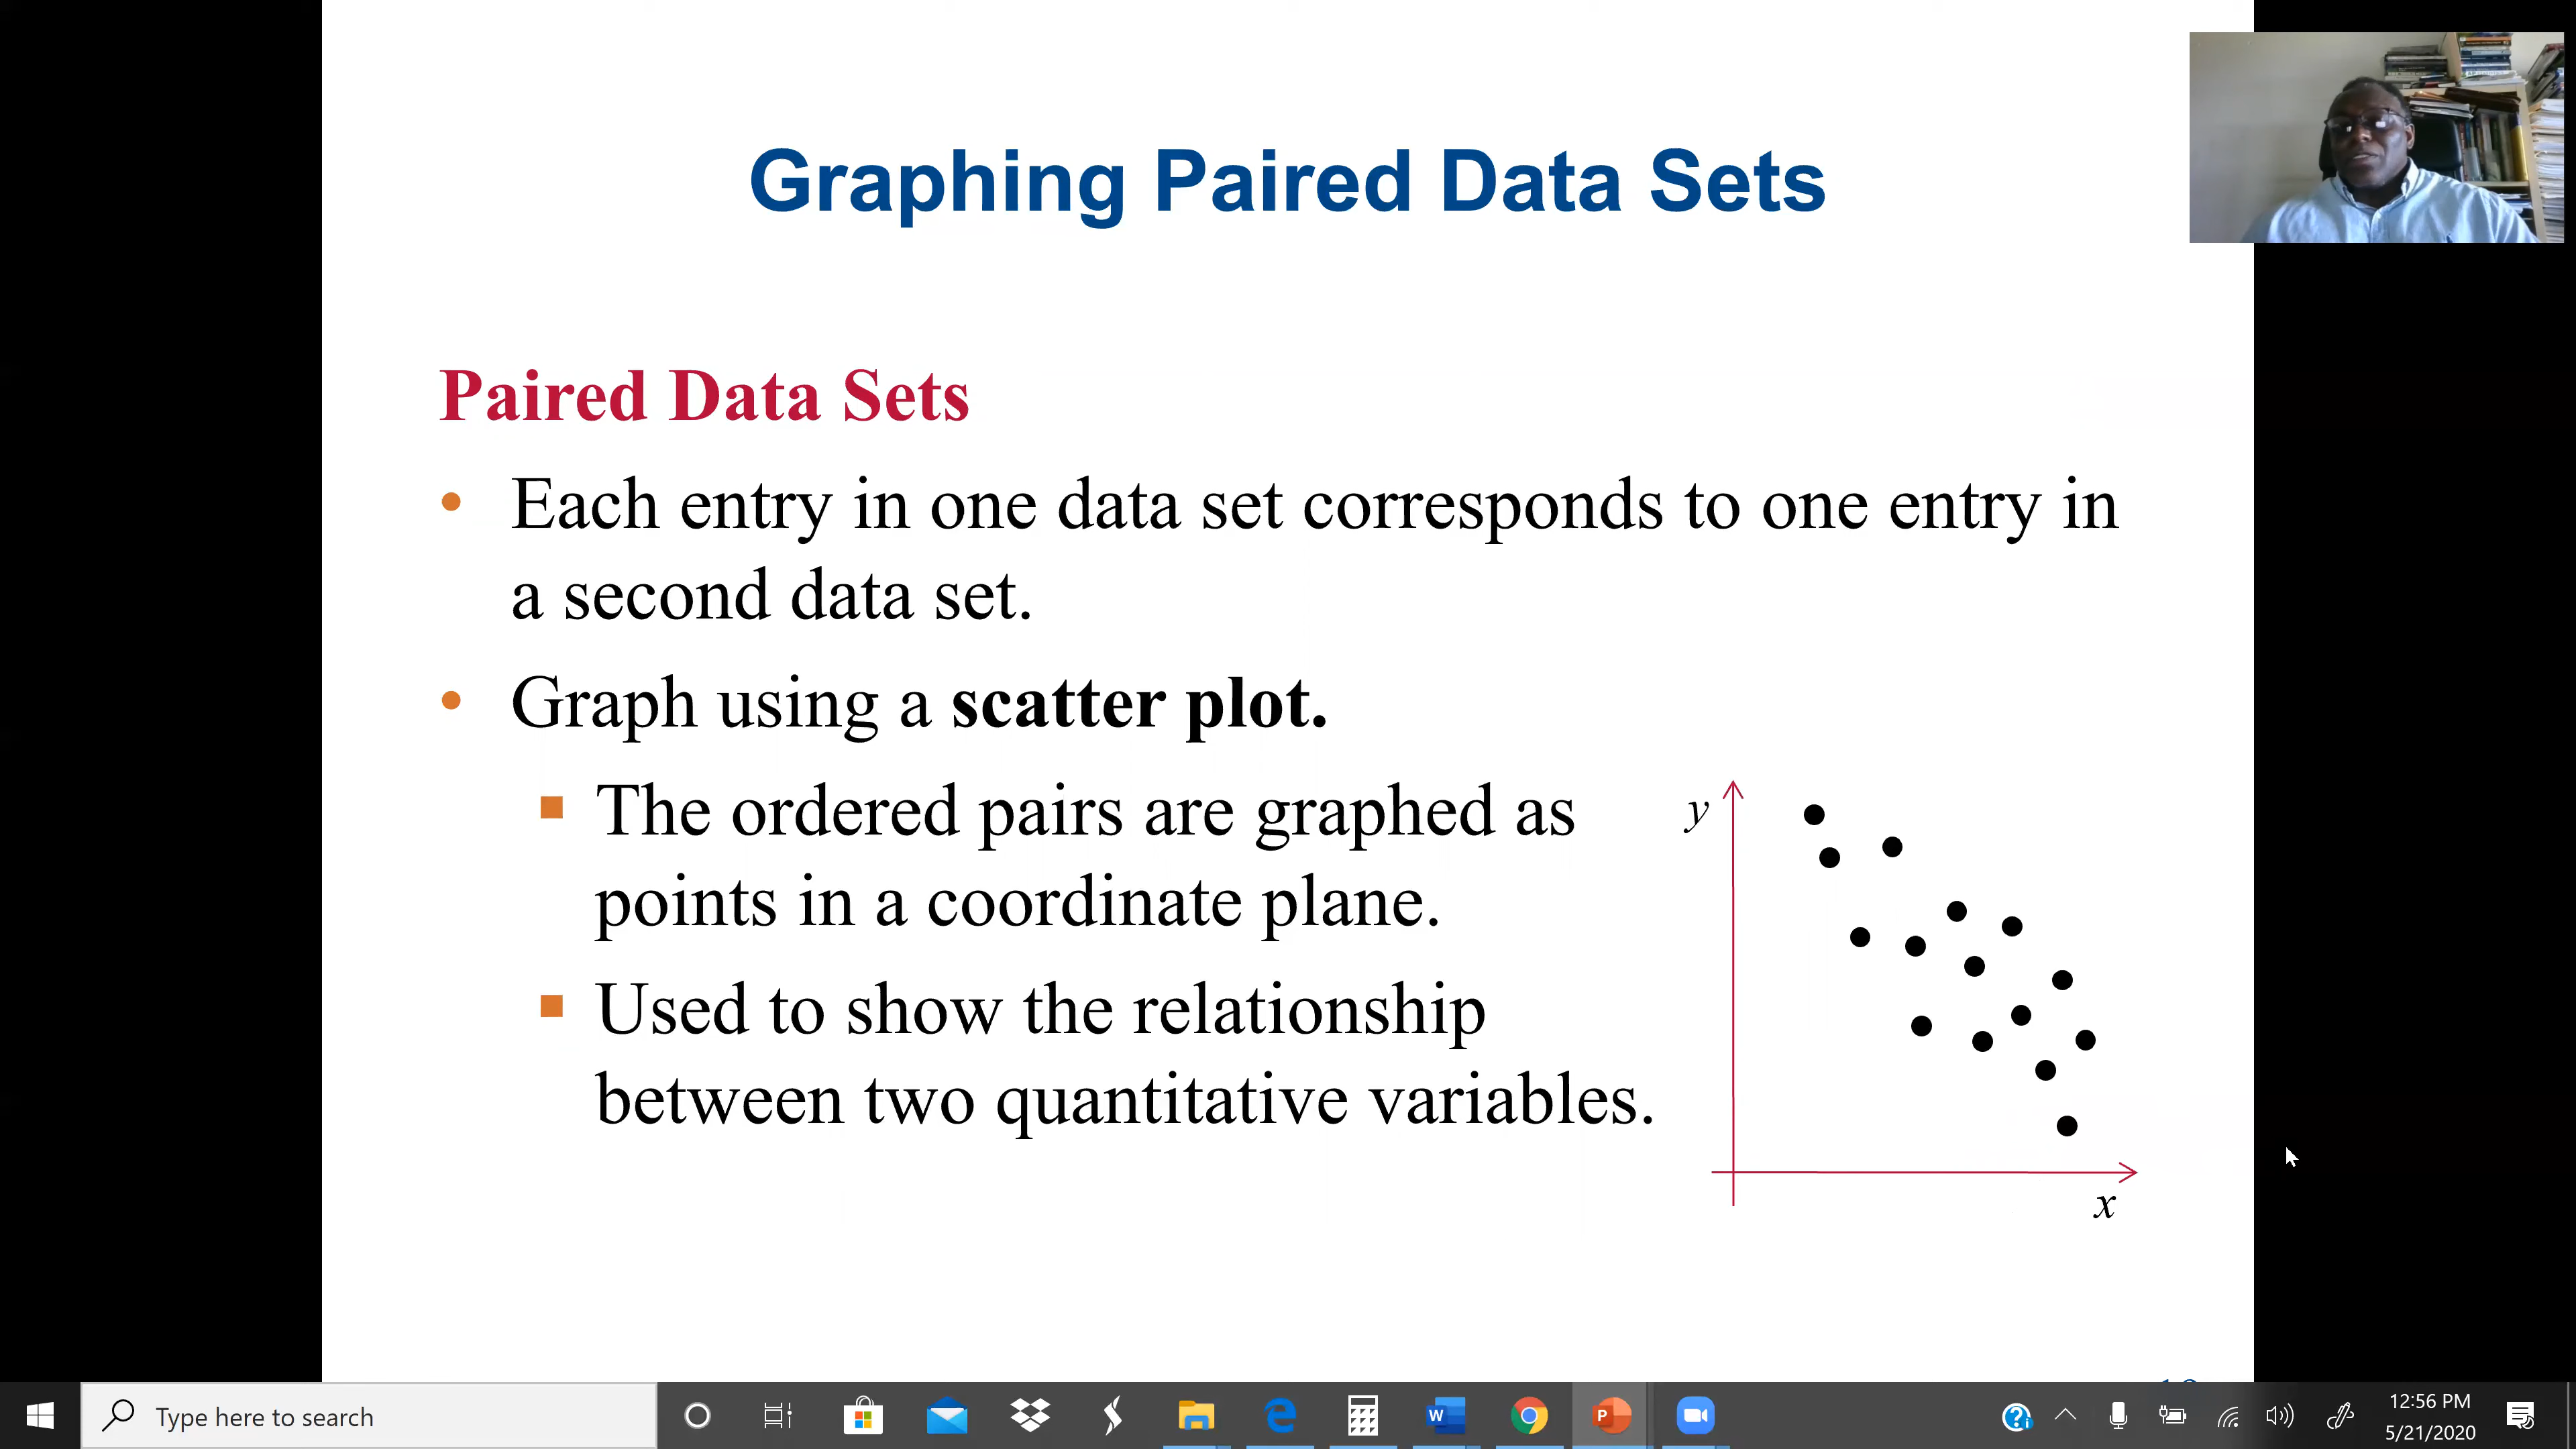 Graphing Paired Data Sets
Paired Data Sets
• Each entry in one data set corresponds to one entry in
a second data set.
• Graph using a scatter plot.
▪ The ordered pairs are graphed as
points in a coordinate plane.
▪ Used to show the relationship
between two quantitative variables.
y
x
Type here to search
12:56 PM
5/21/2020